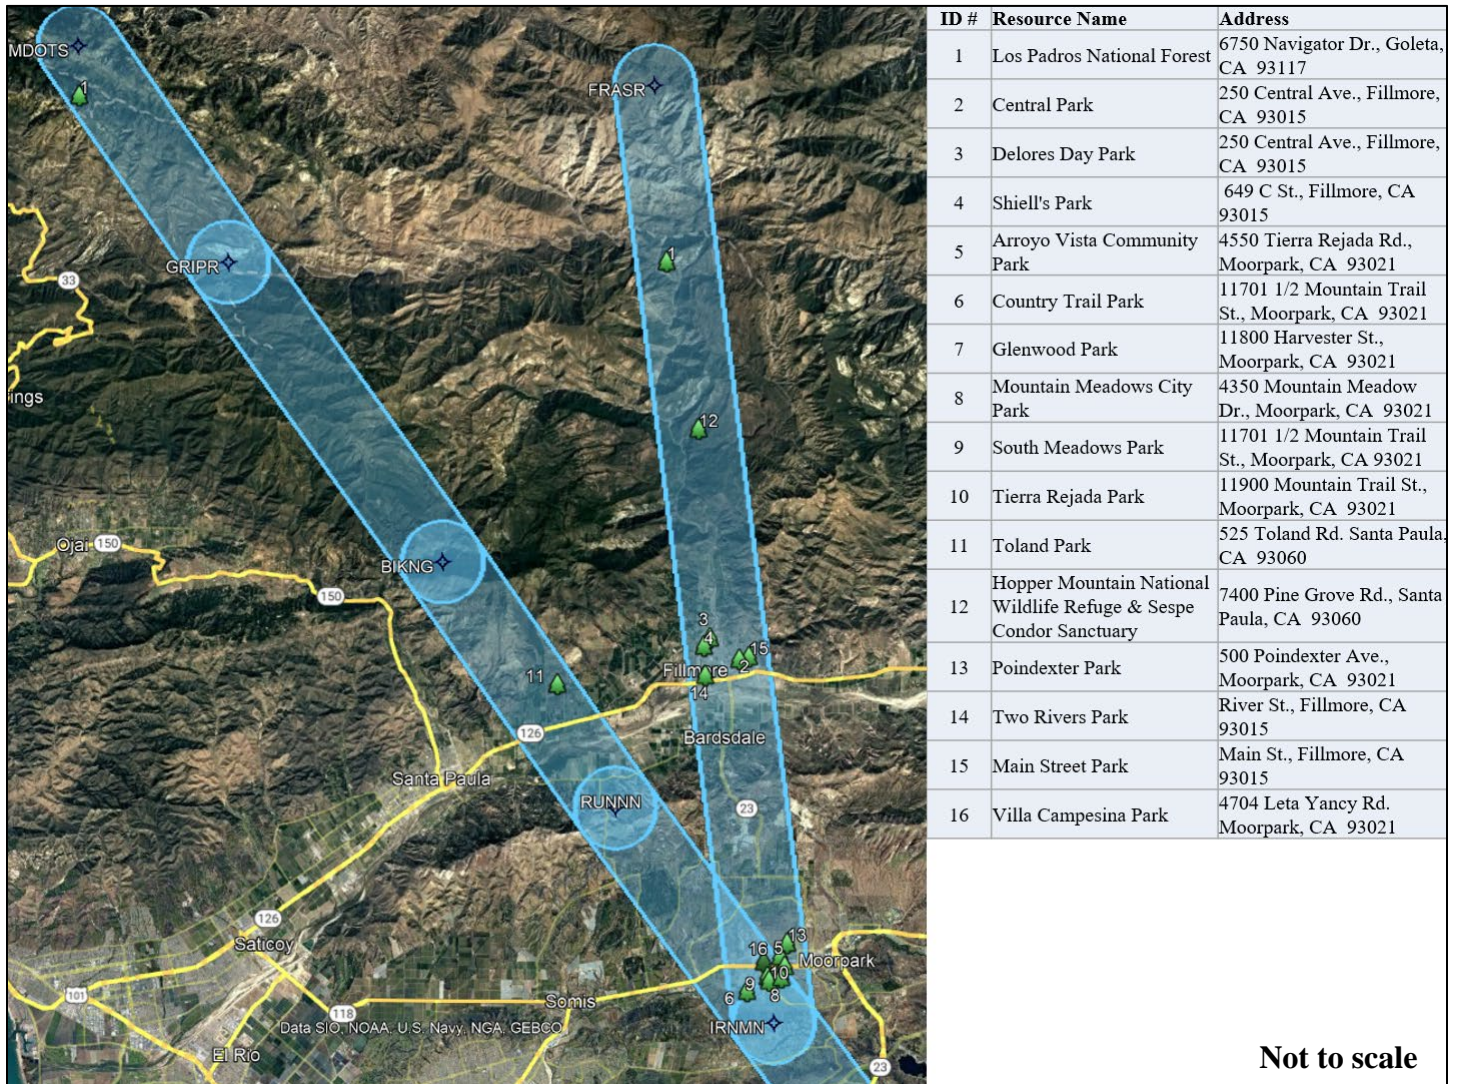 MDOTS
1
FRASR
1
GRIPR
33
12
ings
Ojai
150
BIKNG
150
3
4
15
2
Fillmore
11
14
126
Bardsdale
Santa Paula
RUNNN
23
126
Saticoy
13
16
5
Moorpark
10
9
6
8
101
Somis
118
IRNMN
Data SIO, NOAA, U.S. Navy, NGA, GEBCO
El Rio
23
ID # Resource Name Address
1 Los Padros National Forest 6750 Navigator Dr., Goleta,
CA 93117
2 Central Park 250 Central Ave., Fillmore,
CA 93015
3 Delores Day Park 250 Central Ave., Fillmore,
CA 93015
4 Shiell's Park 649 C St., Fillmore, CA
93015
5 Arroyo Vista Community
Park
4550 Tierra Rejada Rd.,
Moorpark, CA 93021
6 Country Trail Park 11701 1/2 Mountain Trail
St., Moorpark, CA 93021
7 Glenwood Park 11800 Harvester St.,
Moorpark, CA 93021
8 Mountain Meadows City
Park
4350 Mountain Meadow
Dr., Moorpark, CA 93021
9 South Meadows Park 11701 1/2 Mountain Trail
St., Moorpark, CA 93021
10 Tierra Rejada Park 11900 Mountain Trail St.,
Moorpark, CA 93021
11 Toland Park 525 Toland Rd. Santa Paula,
CA 93060
12 Hopper Mountain National
Wildlife Refuge & Sespe
Condor Sanctuary
7400 Pine Grove Rd., Santa
Paula, CA 93060
13 Poindexter Park 500 Poindexter Ave.,
Moorpark, CA 93021
14 Two Rivers Park River St., Fillmore, CA
93015
15 Main Street Park Main St., Fillmore, CA
93015
16 Villa Campesina Park 4704 Leta Yancy Rd.
Moorpark, CA 93021
Not to scale